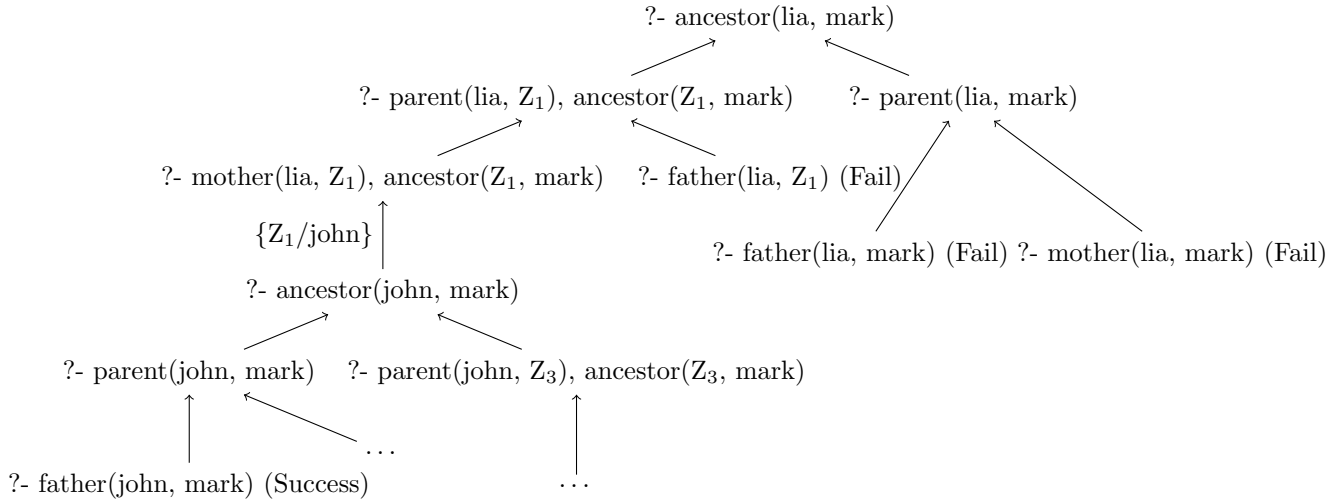 ?- ancestor(lia, mark)
?- parent(lia, Z₁), ancestor(Z₁, mark)
?- parent(lia, mark)
?- mother(lia, Z₁), ancestor(Z₁, mark)
?- father(lia, Z₁) (Fail)
{Z₁/john}
?- father(lia, mark) (Fail)
?- mother(lia, mark) (Fail)
?- ancestor(john, mark)
?- parent(john, mark)
?- parent(john, Z₃), ancestor(Z₃, mark)
...
?- father(john, mark) (Success)
...